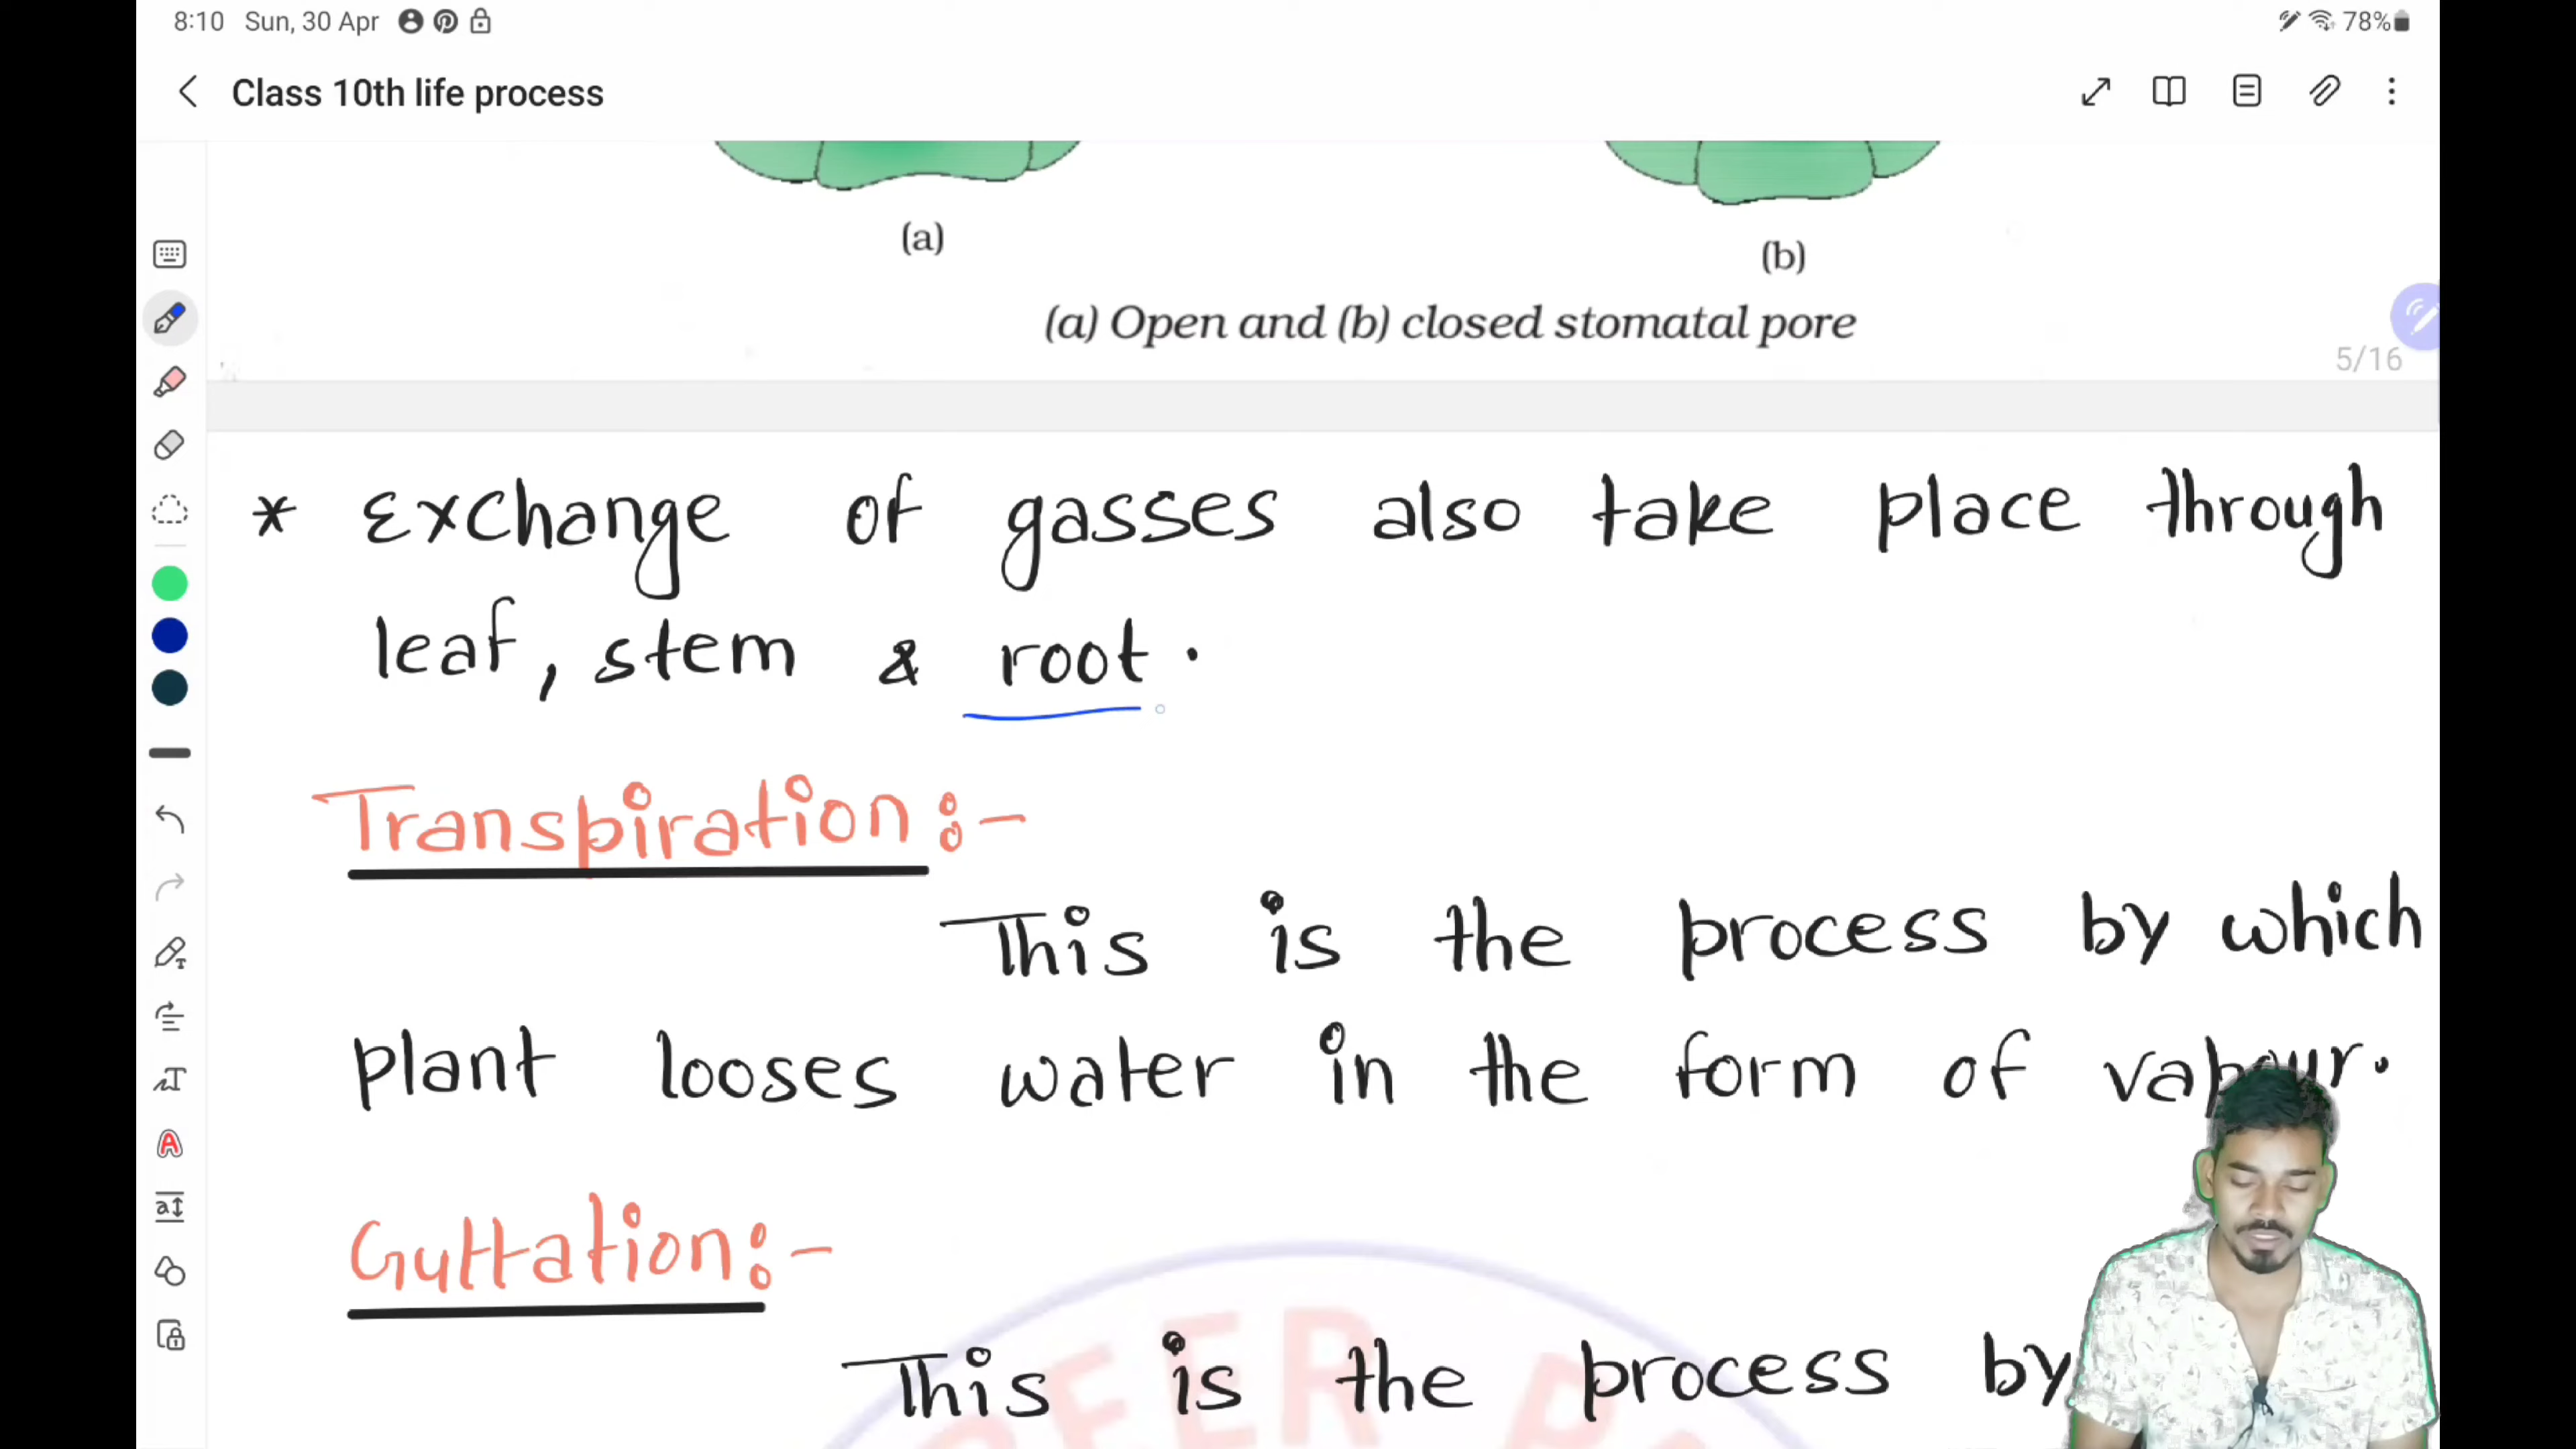 8:10 Sun, 30 Apr 78%
Class 10th life process
(a) (b)
(a) Open and (b) closed stomatal pore
5/16
* Exchange of gasses also take place through
leaf, stem & root.
Transpiration:-
This is the process by which
plant looses water in the form of vapour.
Guttation:-
This is the process by